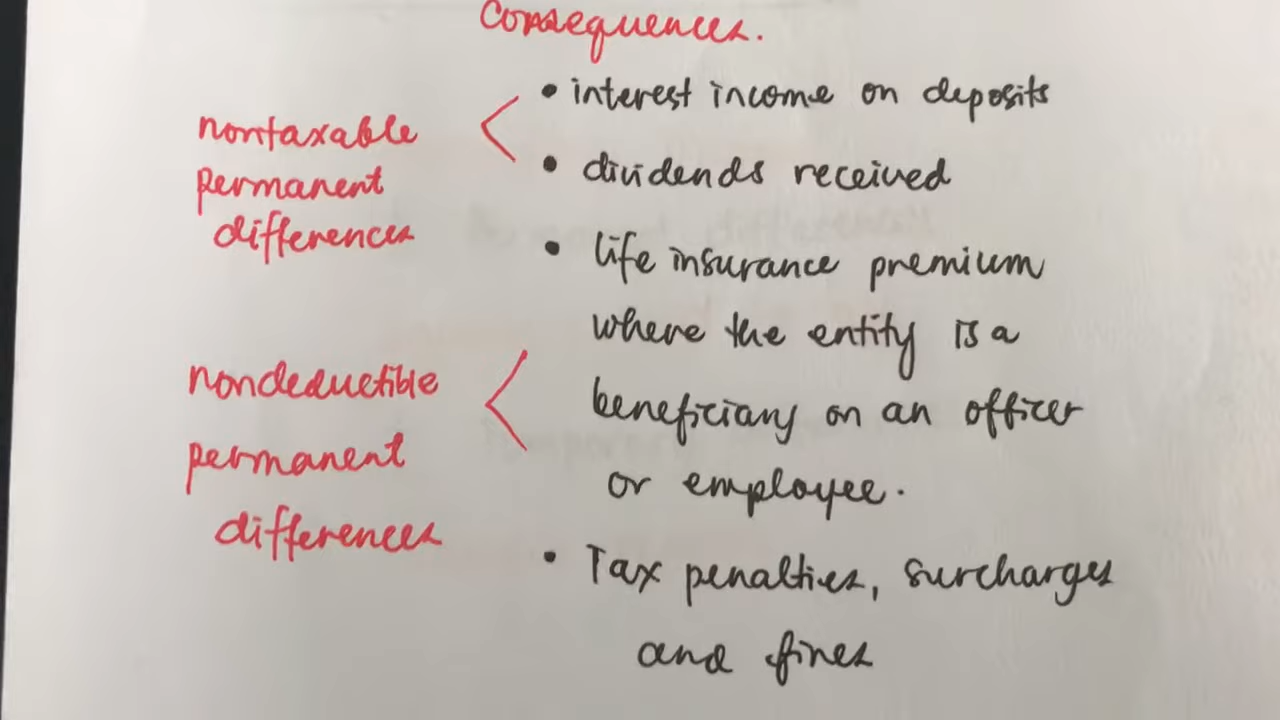 Consequences.
• interest income on deposits
nontaxable
permanent
differences
• dividends received
• life insurance premium
where the entity is a
beneficiary on an officer
or employee.
nondeductible
permanent
differences
• Tax penalties, surcharges
and fines